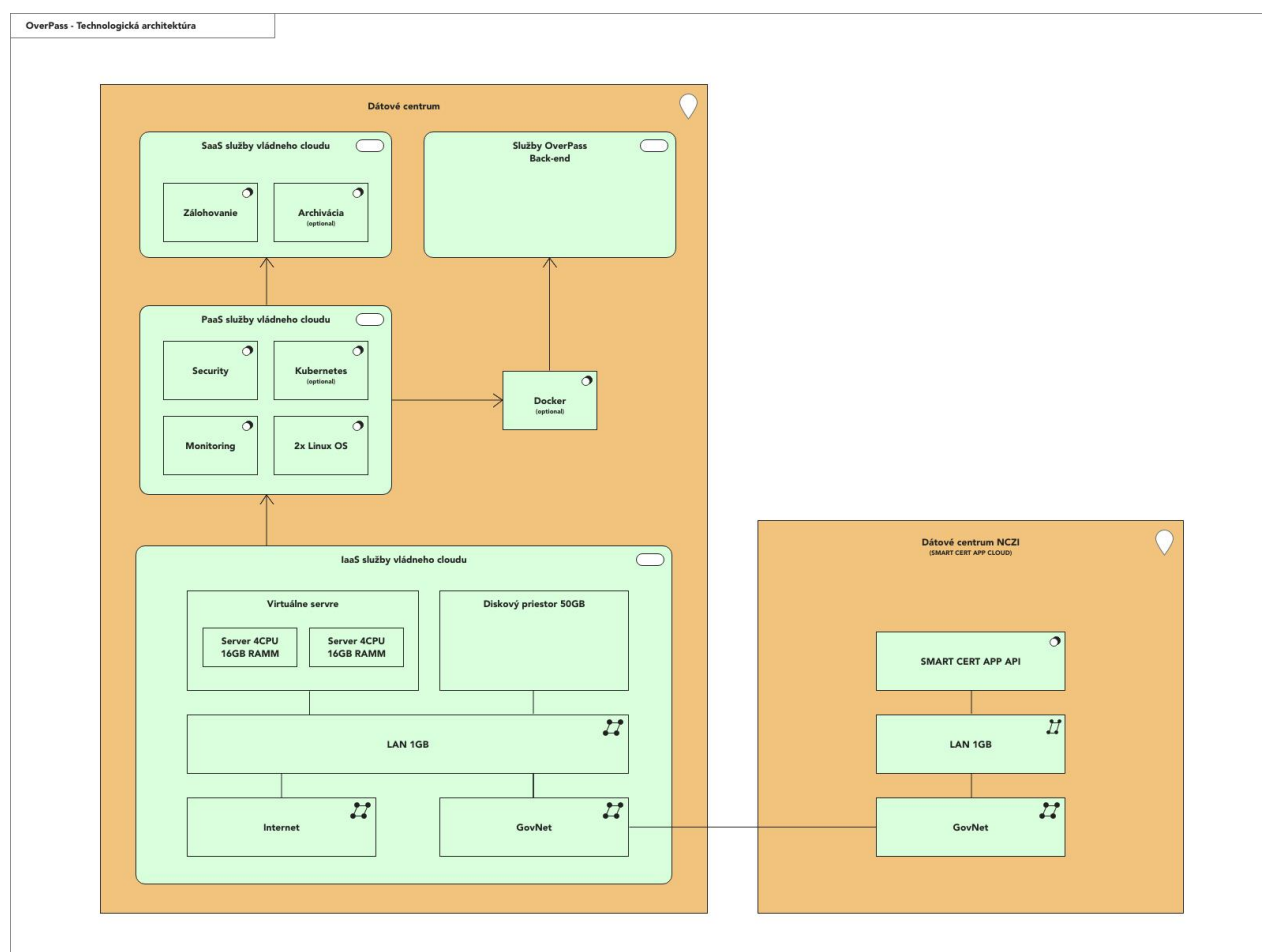 OverPass - Technologická architektúra
Dátové centrum
SaaS služby vládneho cloudu
Zálohovanie
Archivácia
(optional)
Služby OverPass
Back-end
PaaS služby vládneho cloudu
Security
Kubernetes
(optional)
Monitoring
2x Linux OS
Docker
(optional)
IaaS služby vládneho cloudu
Virtuálne servre
Server 4CPU
16GB RAMM
Server 4CPU
16GB RAMM
Diskový priestor 50GB
LAN 1GB
Internet
GovNet
Dátové centrum NCZI
(SMART CERT APP CLOUD)
SMART CERT APP API
LAN 1GB
GovNet